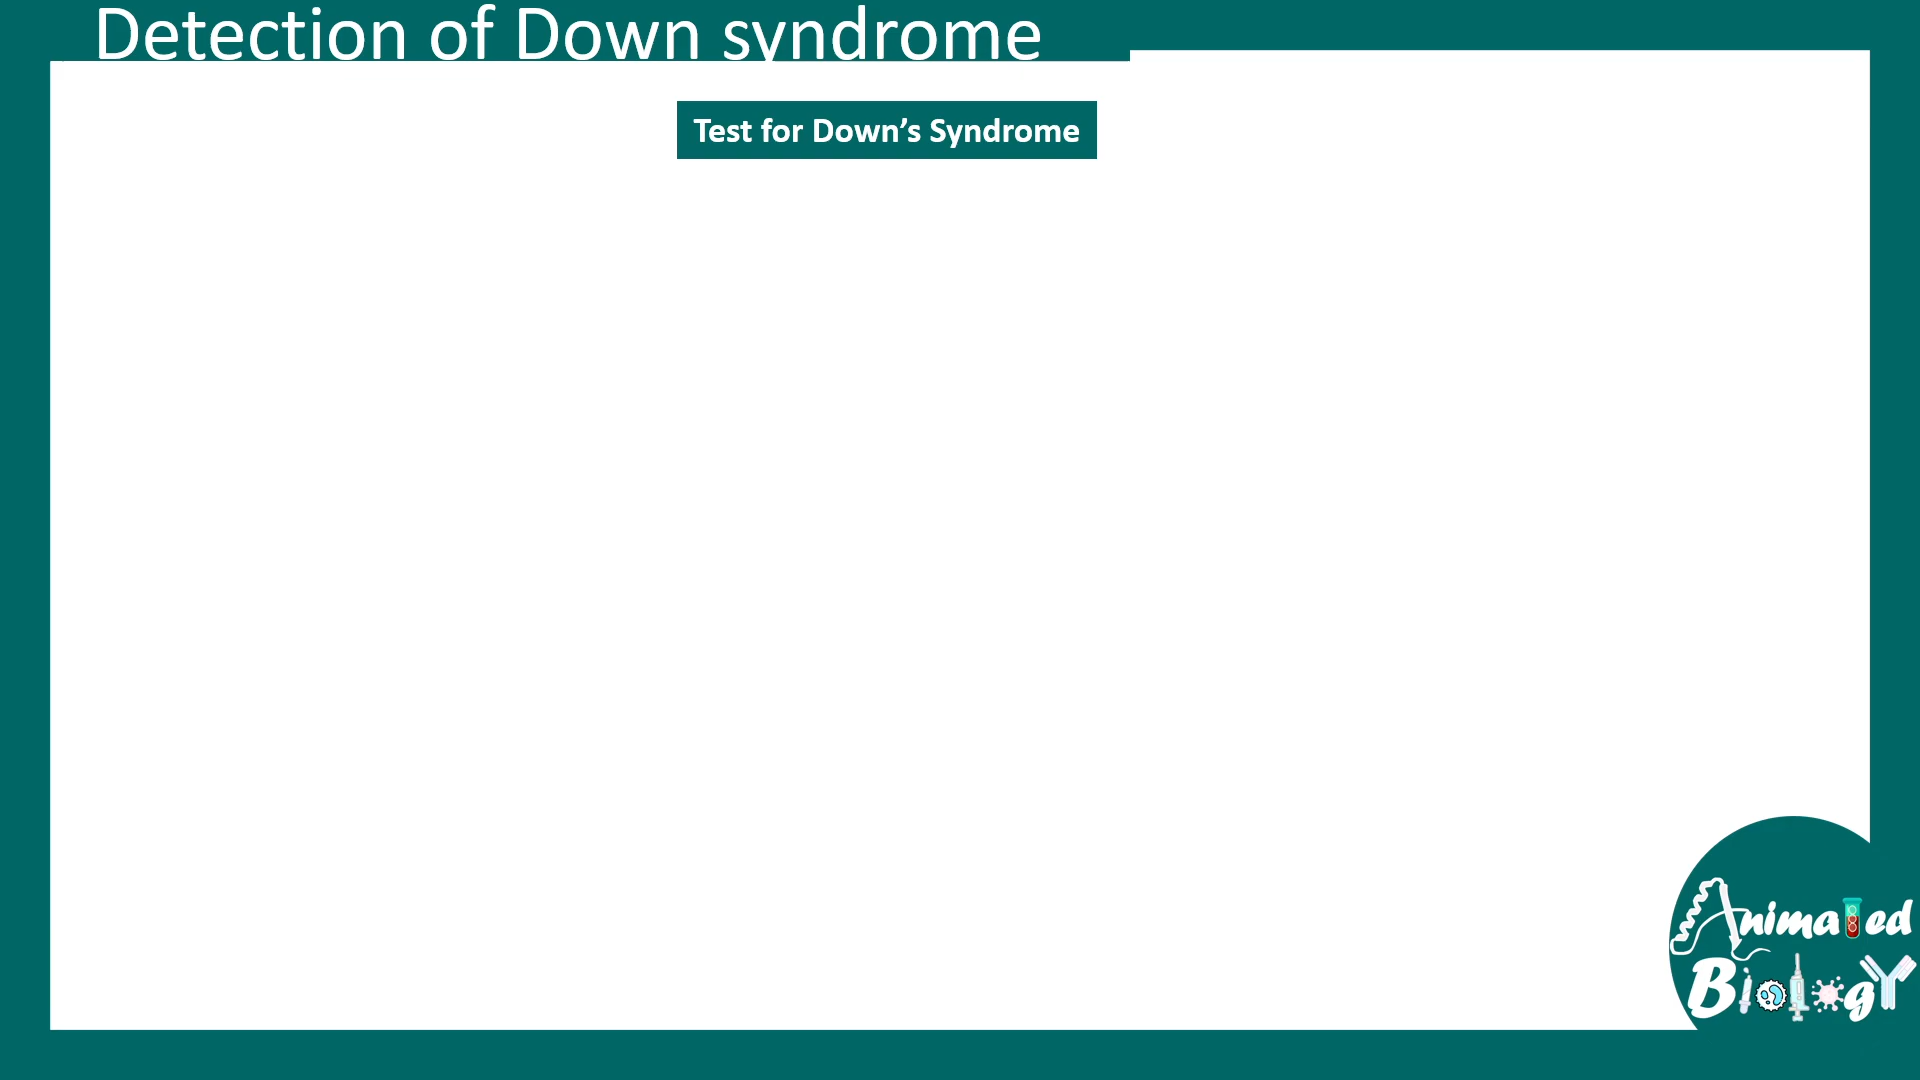 Detection of Down syndrome
Test for Down’s Syndrome
Animated
Biology